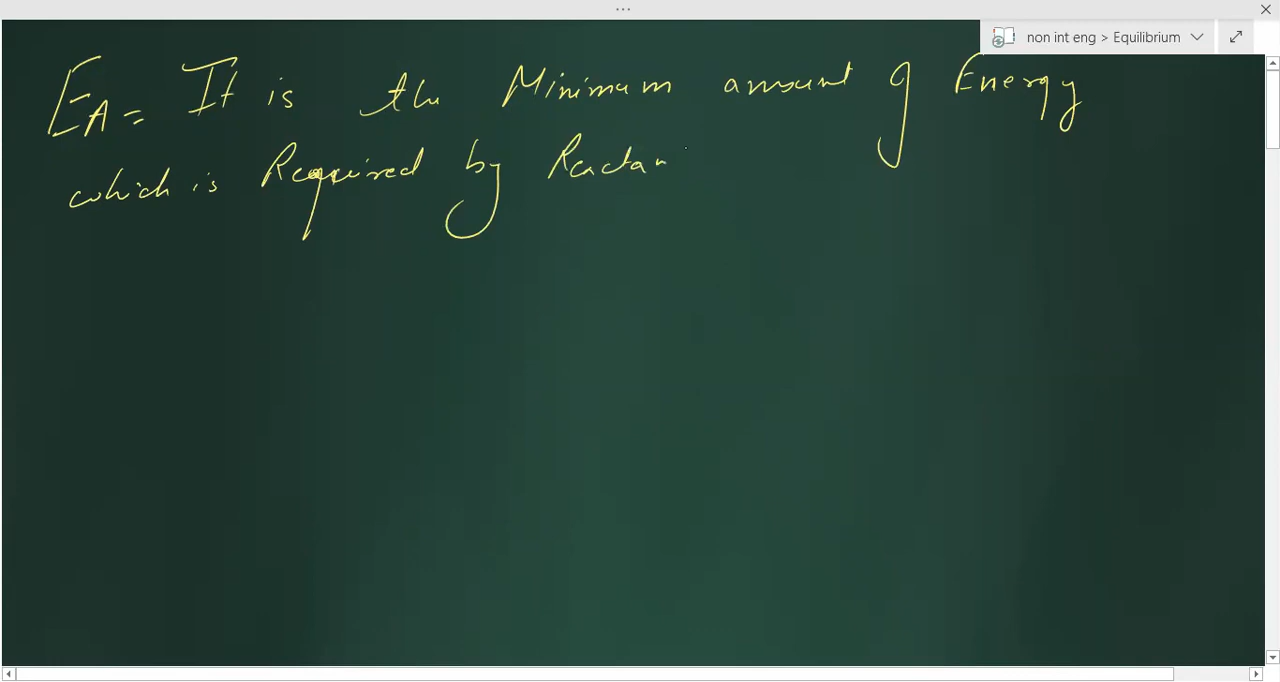 non int eng > Equilibrium
EA = It is the Minimum amount of Energy
which is Required by Reactan